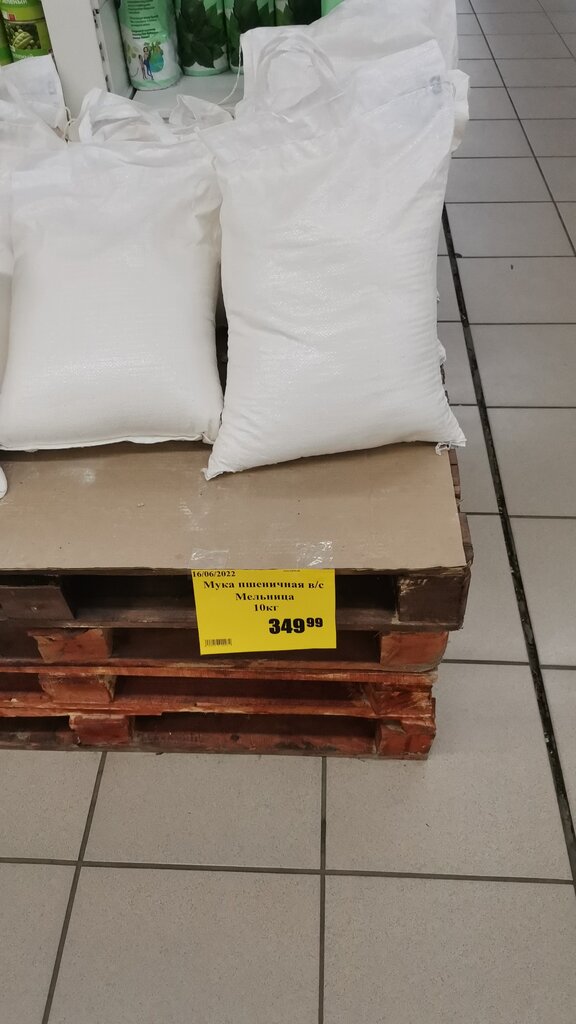 16/06/2022
Мука пшеничная в/с
Мельница
10кг
349 99